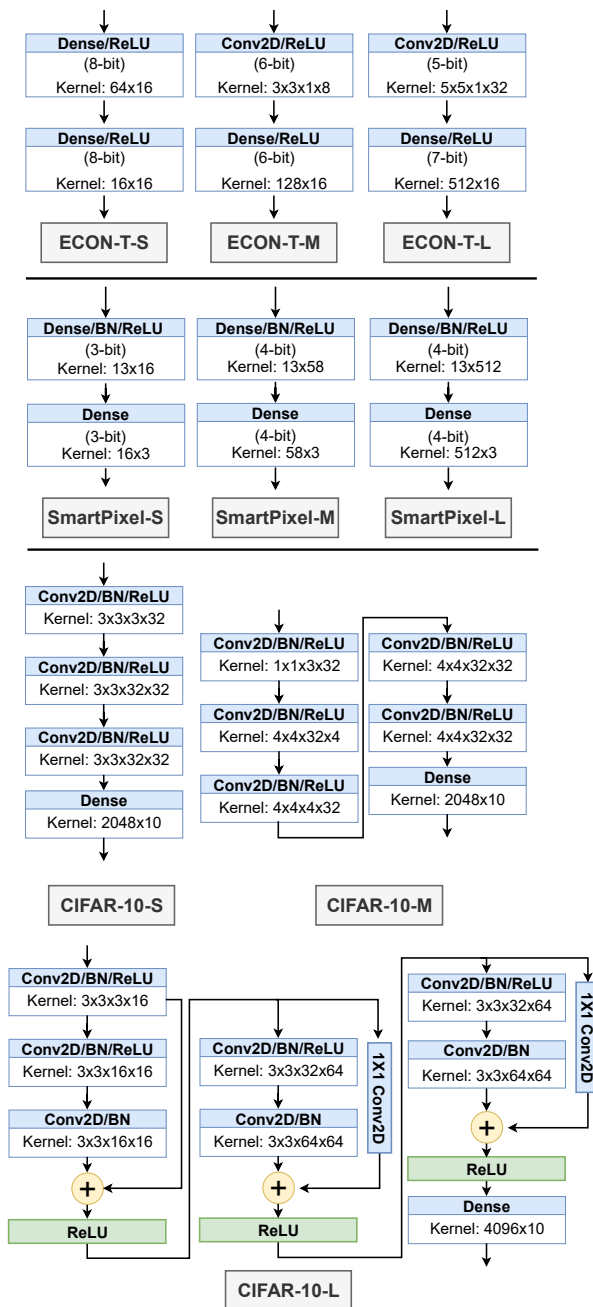 Dense/ReLU
(8-bit)
Kernel: 64x16
Dense/ReLU
(8-bit)
Kernel: 16x16
ECON-T-S
Conv2D/ReLU
(6-bit)
Kernel: 3x3x1x8
Dense/ReLU
(6-bit)
Kernel: 128x16
ECON-T-M
Conv2D/ReLU
(5-bit)
Kernel: 5x5x1x32
Dense/ReLU
(7-bit)
Kernel: 512x16
ECON-T-L
Dense/BN/ReLU
(3-bit)
Kernel: 13x16
Dense
(3-bit)
Kernel: 16x3
SmartPixel-S
Dense/BN/ReLU
(4-bit)
Kernel: 13x58
Dense
(4-bit)
Kernel: 58x3
SmartPixel-M
Dense/BN/ReLU
(4-bit)
Kernel: 13x512
Dense
(4-bit)
Kernel: 512x3
SmartPixel-L
Conv2D/BN/ReLU
Kernel: 3x3x3x32
Conv2D/BN/ReLU
Kernel: 3x3x32x32
Conv2D/BN/ReLU
Kernel: 3x3x32x32
Dense
Kernel: 2048x10
CIFAR-10-S
Conv2D/BN/ReLU
Kernel: 1x1x3x32
Conv2D/BN/ReLU
Kernel: 4x4x32x4
Conv2D/BN/ReLU
Kernel: 4x4x4x32
Conv2D/BN/ReLU
Kernel: 4x4x32x32
Conv2D/BN/ReLU
Kernel: 4x4x32x32
Dense
Kernel: 2048x10
CIFAR-10-M
Conv2D/BN/ReLU
Kernel: 3x3x3x16
Conv2D/BN/ReLU
Kernel: 3x3x16x16
Conv2D/BN
Kernel: 3x3x16x16
+
ReLU
Conv2D/BN/ReLU
Kernel: 3x3x32x64
Conv2D/BN
Kernel: 3x3x64x64
1X1 Conv2D
+
ReLU
Conv2D/BN/ReLU
Kernel: 3x3x32x64
Conv2D/BN
Kernel: 3x3x64x64
1X1 Conv2D
+
ReLU
Dense
Kernel: 4096x10
CIFAR-10-L